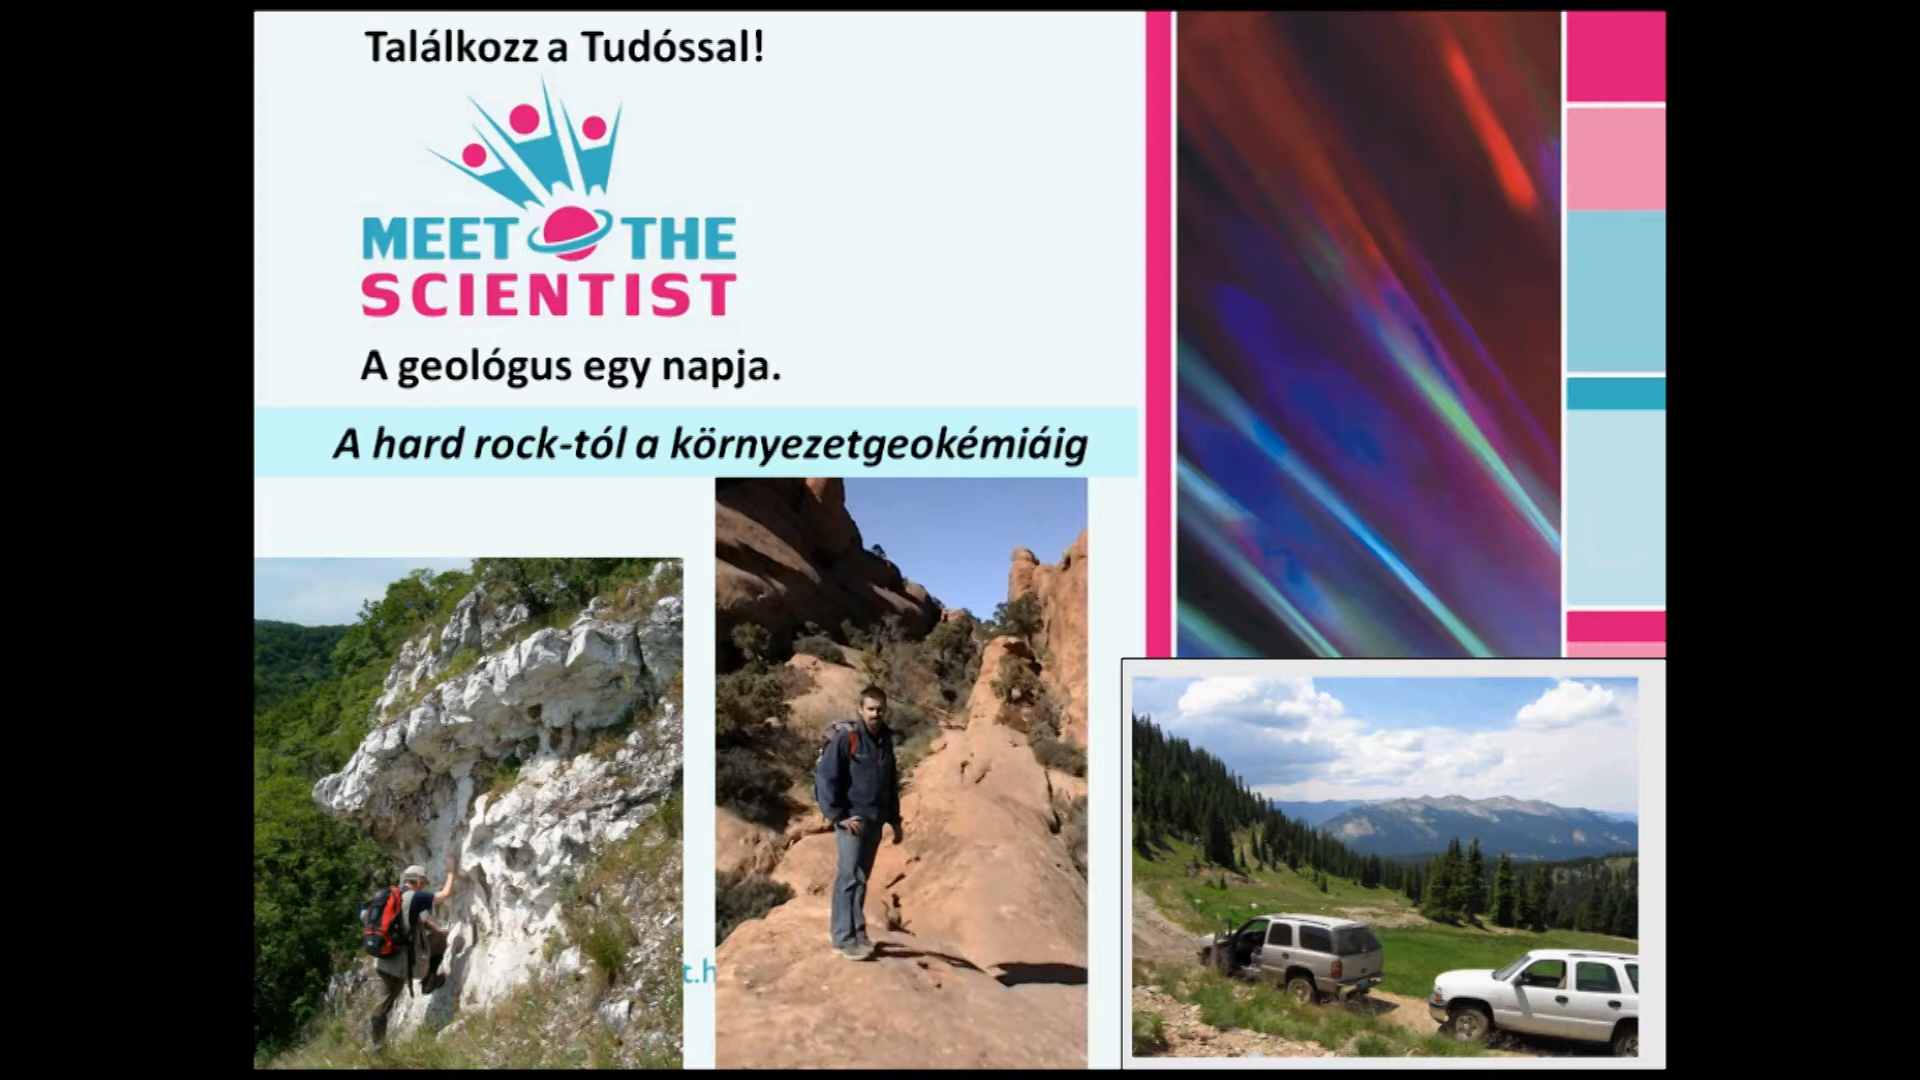 Találkozz a Tudóssal!
MEET THE
SCIENTIST
A geológus egy napja.
A hard rock-tól a környezetgeokémiáig
t.h